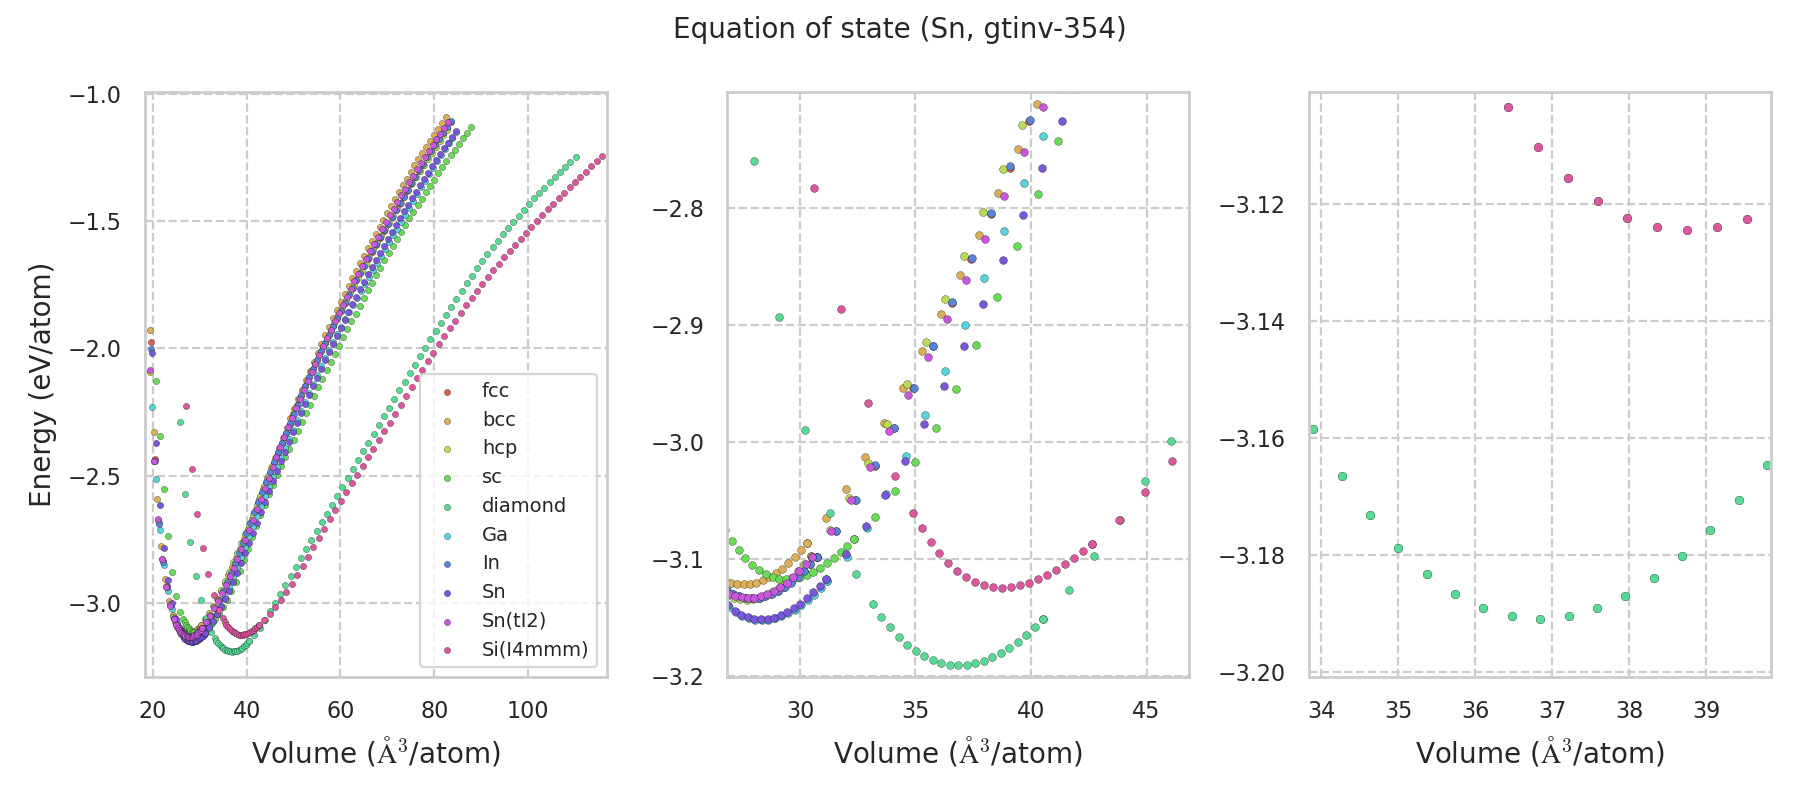 Equation of state (Sn, gtinv-354)
Energy (eV/atom)
−1.0
−1.5
−2.0
−2.5
−3.0
20 40 60 80 100
Volume (Å³/atom)
fcc
bcc
hcp
sc
diamond
Ga
In
Sn
Sn(tI2)
Si(I4mmm)
−2.8
−2.9
−3.0
−3.1
−3.2
30 35 40 45
Volume (Å³/atom)
−3.12
−3.14
−3.16
−3.18
−3.20
34 35 36 37 38 39
Volume (Å³/atom)